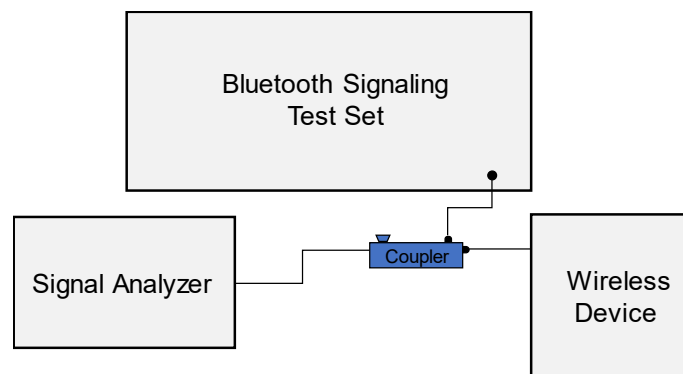 Bluetooth Signaling
Test Set
Signal Analyzer
Coupler
Wireless
Device